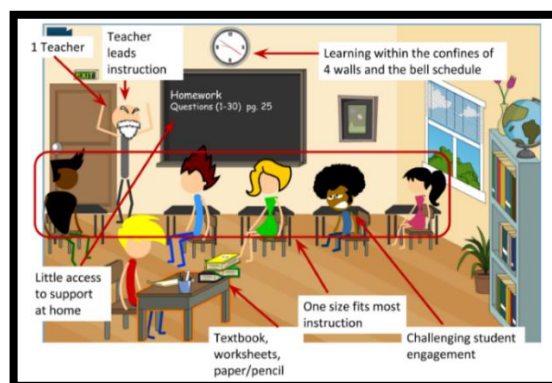 1 Teacher
Teacher
leads
instruction
Learning within the confines of
4 walls and the bell schedule
EXIT
Homework
Questions (1-30) pg. 25
Little access
to support
at home
Textbook,
worksheets,
paper/pencil
One size fits most
instruction
Challenging student
engagement